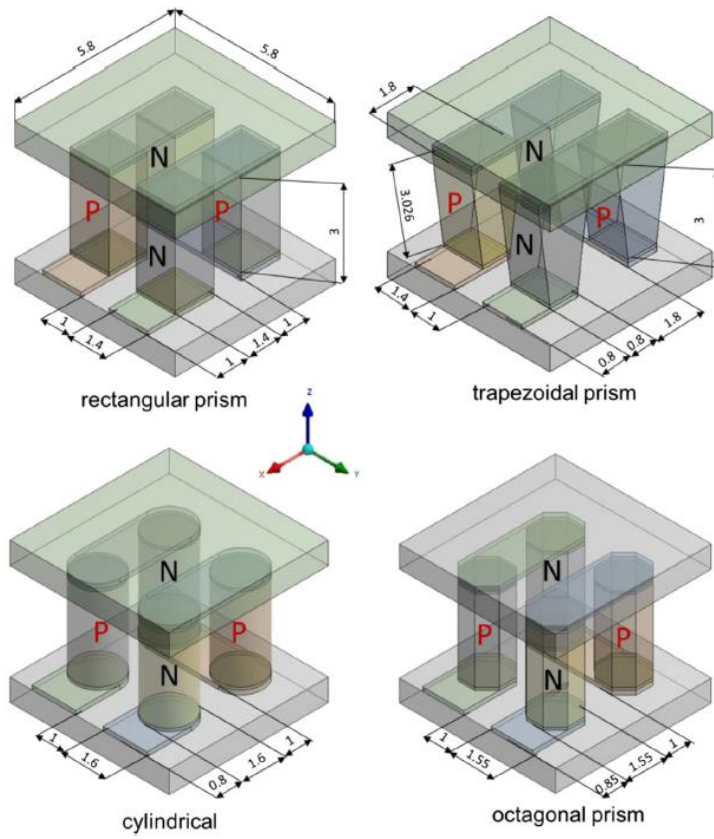 5.8 5.8
N
P P
N
3
1 1.4 1 1.4 1
rectangular prism
1.8
N
3.026
P P
N
3
1.4 1 0.8 0.8 1.8
trapezoidal prism
Z
X Y
N
P P
N
1 1.6 0.8 1.6 1
cylindrical
N
P P
N
1 1.55 0.85 1.55 1
octagonal prism